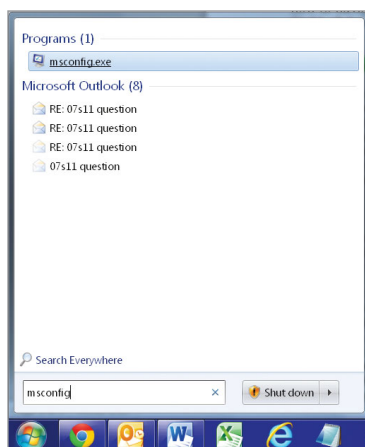 Programs (1)
msconfig.exe
Microsoft Outlook (8)
RE: 07s11 question
RE: 07s11 question
RE: 07s11 question
07s11 question
Search Everywhere
msconfig
Shut down